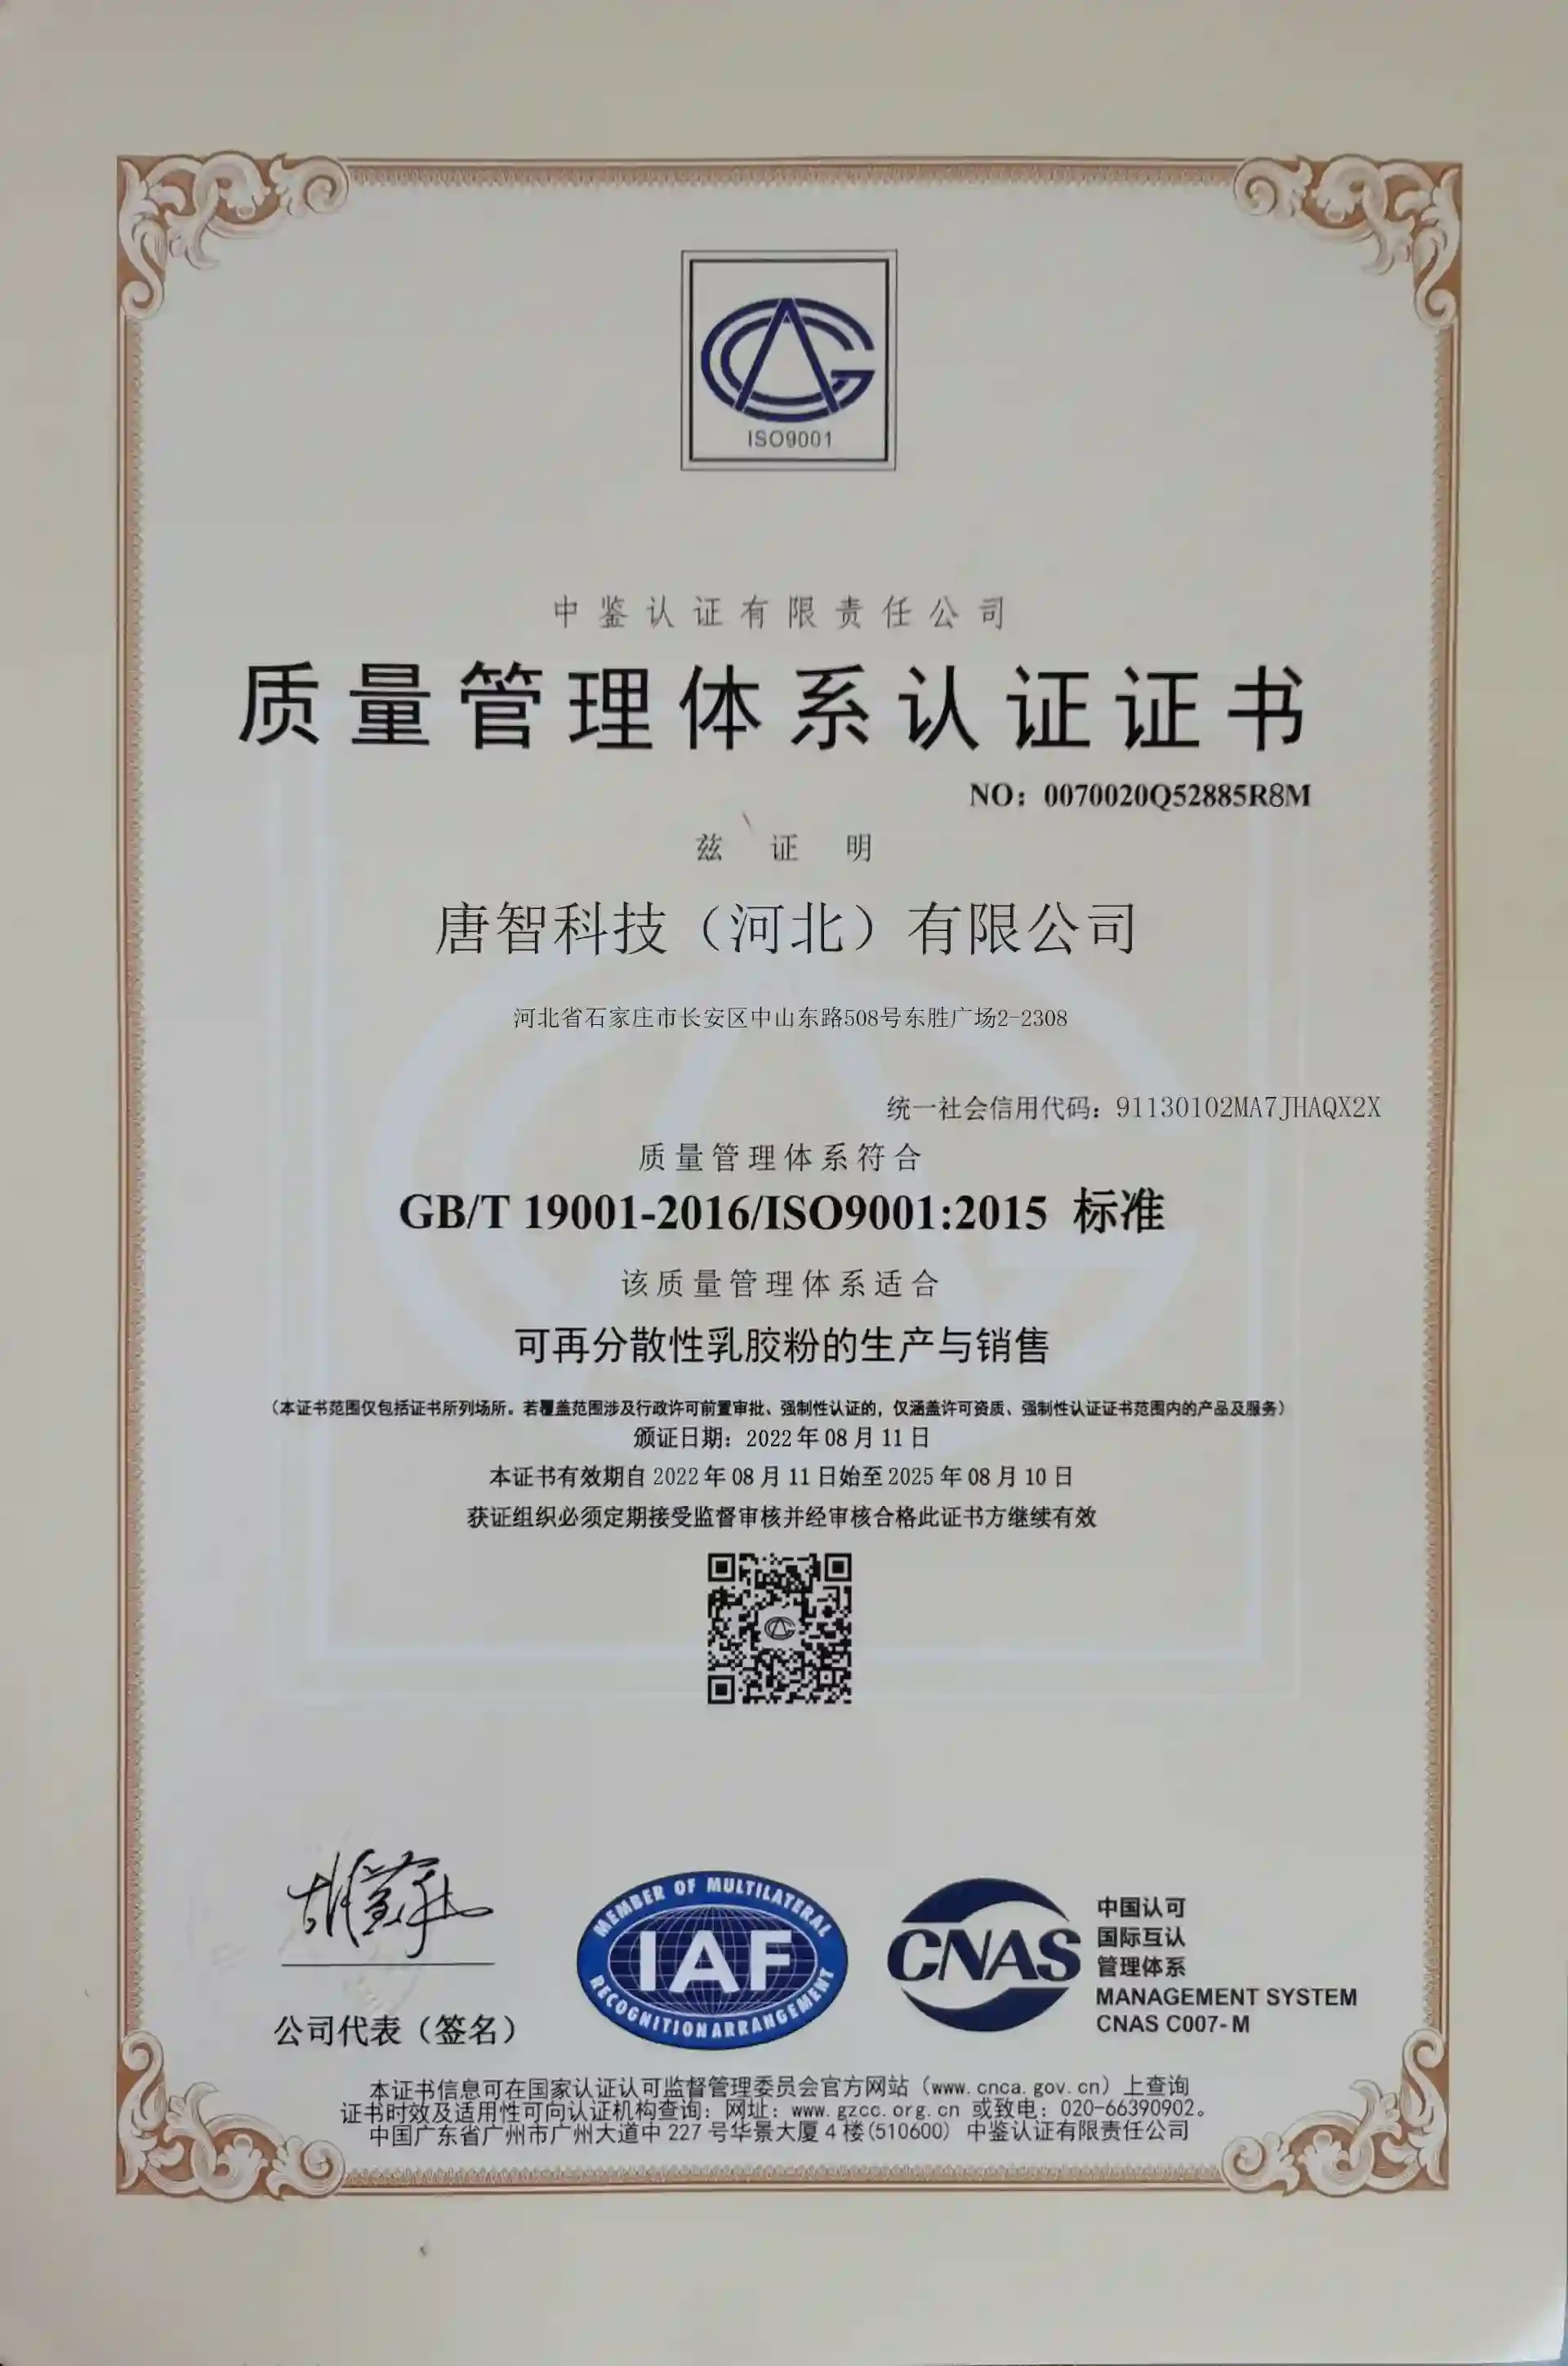 ISO9001
中鉴认证有限责任公司
质量管理体系认证证书
NO：0070020Q52885R8M
兹 证 明
唐智科技（河北）有限公司
河北省石家庄市长安区中山东路508号东胜广场2-2308
统一社会信用代码：91130102MA7JHAQX2X
质量管理体系符合
GB/T 19001-2016/ISO9001:2015 标准
该质量管理体系适合
可再分散性乳胶粉的生产与销售
（本证书范围仅包括证书所列场所。若覆盖范围涉及行政许可前置审批、强制性认证的，仅涵盖许可资质、强制性认证证书范围内的产品及服务）
颁证日期：2022年08月11日
本证书有效期自2022年08月11日始至2025年08月10日
获证组织必须定期接受监督审核并经审核合格此证书方继续有效
公司代表（签名）
MEMBER OF MULTILATERAL
IAF
RECOGNITION ARRANGEMENT
CNAS
中国认可
国际互认
管理体系
MANAGEMENT SYSTEM
CNAS C007-M
本证书信息可在国家认证认可监督管理委员会官方网站（www.cnca.gov.cn）上查询
证书时效及适用性可向认证机构查询：网址：www.gzcc.org.cn 或致电：020-66390902。
中国广东省广州市广州大道中227号华景大厦4楼(510600) 中鉴认证有限责任公司